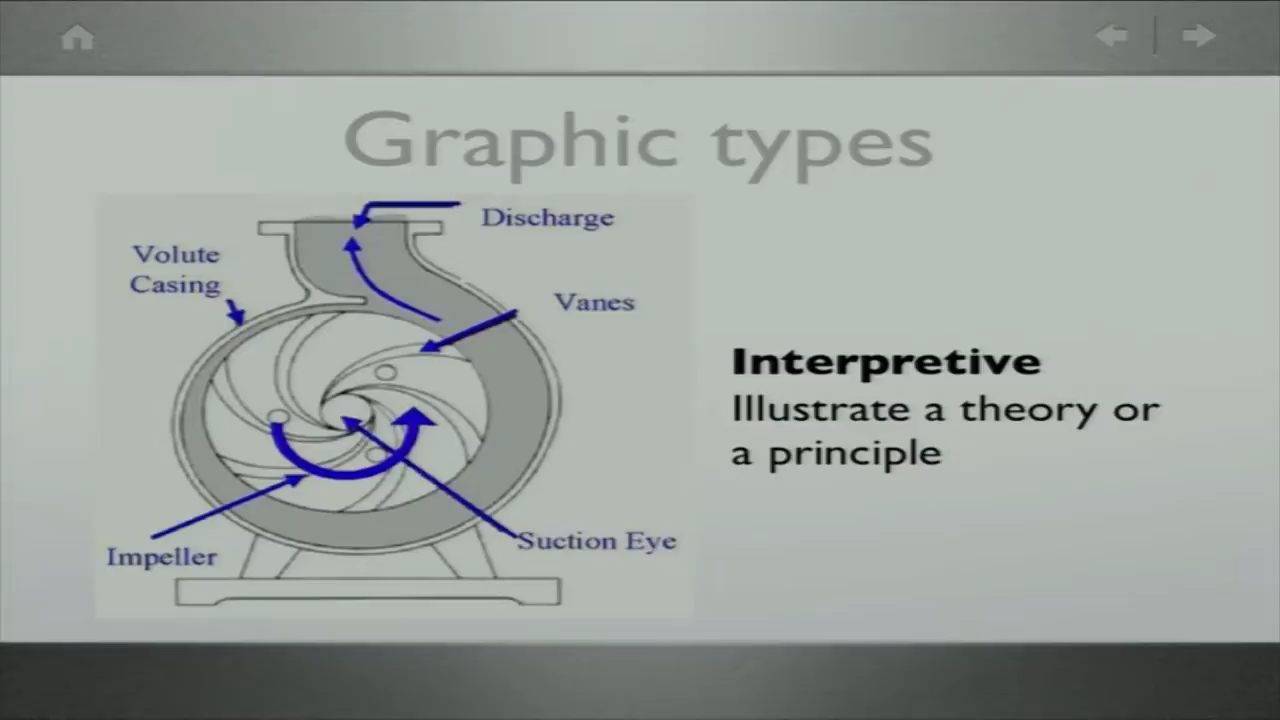 Graphic types
Discharge
Volute
Casing
Vanes
Interpretive
Illustrate a theory or
a principle
Impeller
Suction Eye